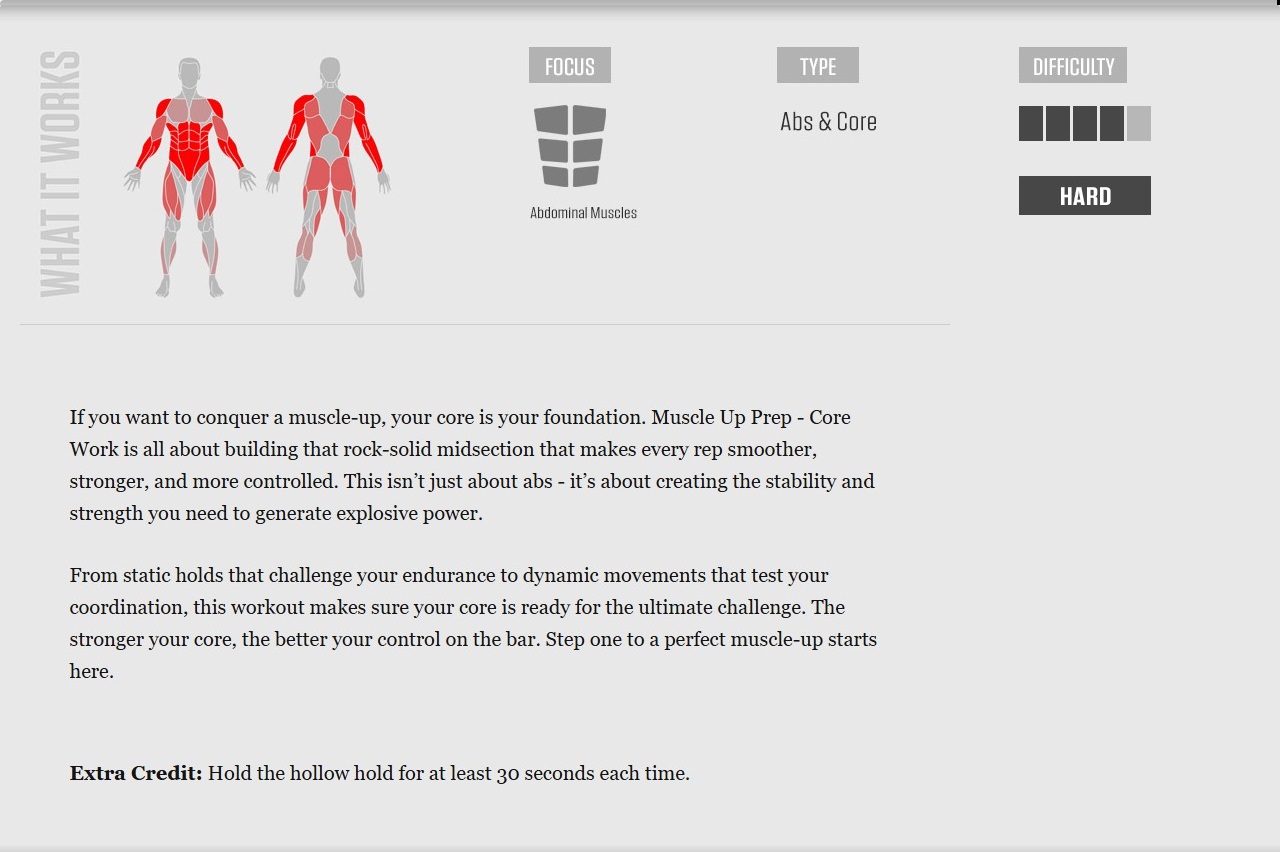 WHAT IT WORKS
FOCUS
Abdominal Muscles
TYPE
Abs & Core
DIFFICULTY
HARD
If you want to conquer a muscle-up, your core is your foundation. Muscle Up Prep - Core
Work is all about building that rock-solid midsection that makes every rep smoother,
stronger, and more controlled. This isn’t just about abs - it’s about creating the stability and
strength you need to generate explosive power.
From static holds that challenge your endurance to dynamic movements that test your
coordination, this workout makes sure your core is ready for the ultimate challenge. The
stronger your core, the better your control on the bar. Step one to a perfect muscle-up starts
here.
Extra Credit: Hold the hollow hold for at least 30 seconds each time.